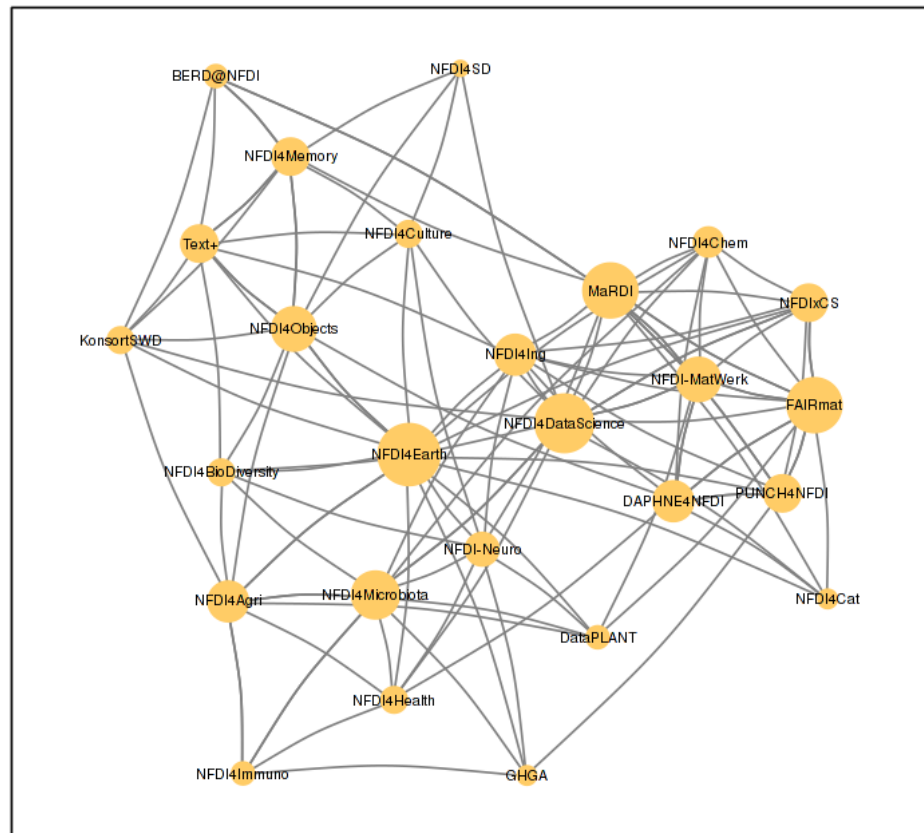 BERD@NFDI
NFDI4SD
NFDI4Memory
Text+
NFDI4Culture
NFDI4Chem
MaRDI
NFDIxCS
KonsortSWD
NFDI4Objects
NFDI4Ing
NFDI-MatWerk
FAIRmat
NFDI4DataScience
NFDI4Earth
NFDI4BioDiversity
DAPHNE4NFDI
PUNCH4NFDI
NFDI-Neuro
NFDI4Agri
NFDI4Microbiota
NFDI4Cat
DataPLANT
NFDI4Health
NFDI4Immuno
GHGA